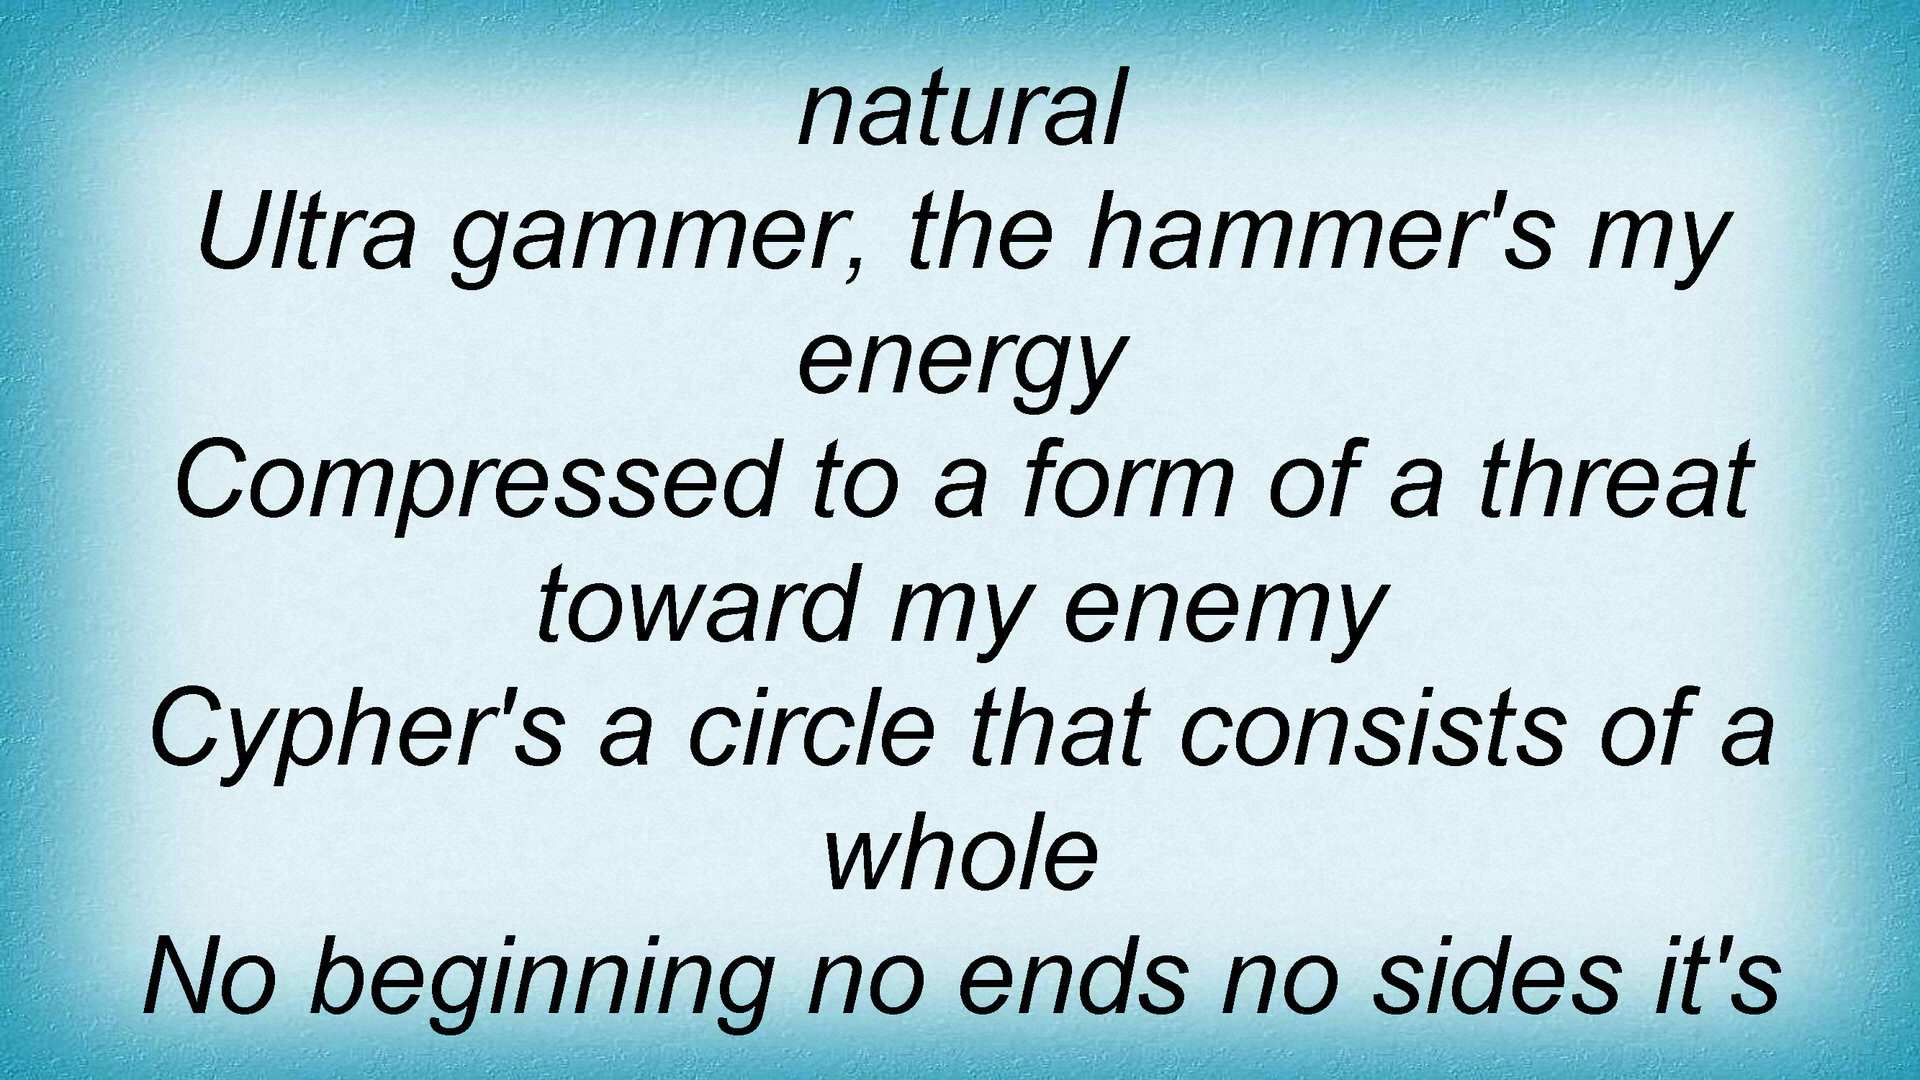 natural
Ultra gammer, the hammer's my
energy
Compressed to a form of a threat
toward my enemy
Cypher's a circle that consists of a
whole
No beginning no ends no sides it's